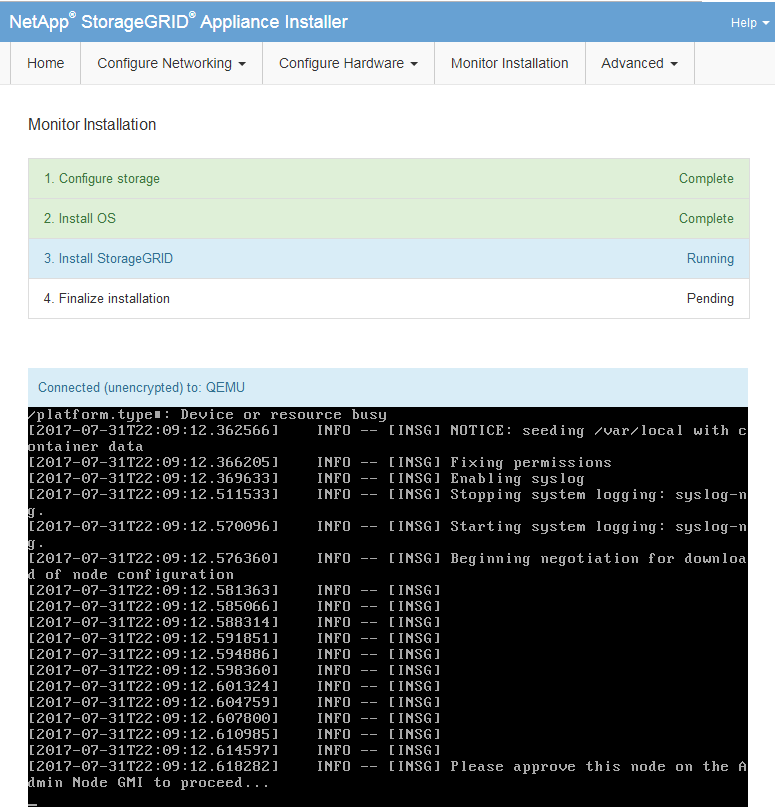 NetApp® StorageGRID® Appliance Installer
Help
Home
Configure Networking
Configure Hardware
Monitor Installation
Advanced
Monitor Installation
1. Configure storage Complete
2. Install OS Complete
3. Install StorageGRID Running
4. Finalize installation Pending
Connected (unencrypted) to: QEMU
/platform.type■: Device or resource busy
[2017-07-31T22:09:12.362566] INFO -- [INSG] NOTICE: seeding /var/local with c
ontainer data
[2017-07-31T22:09:12.366205] INFO -- [INSG] Fixing permissions
[2017-07-31T22:09:12.369633] INFO -- [INSG] Enabling syslog
[2017-07-31T22:09:12.511533] INFO -- [INSG] Stopping system logging: syslog-n
g.
[2017-07-31T22:09:12.570096] INFO -- [INSG] Starting system logging: syslog-n
g.
[2017-07-31T22:09:12.576360] INFO -- [INSG] Beginning negotiation for downloa
d of node configuration
[2017-07-31T22:09:12.581363] INFO -- [INSG]
[2017-07-31T22:09:12.585066] INFO -- [INSG]
[2017-07-31T22:09:12.588314] INFO -- [INSG]
[2017-07-31T22:09:12.591851] INFO -- [INSG]
[2017-07-31T22:09:12.594886] INFO -- [INSG]
[2017-07-31T22:09:12.598360] INFO -- [INSG]
[2017-07-31T22:09:12.601324] INFO -- [INSG]
[2017-07-31T22:09:12.604759] INFO -- [INSG]
[2017-07-31T22:09:12.607800] INFO -- [INSG]
[2017-07-31T22:09:12.610985] INFO -- [INSG]
[2017-07-31T22:09:12.614597] INFO -- [INSG]
[2017-07-31T22:09:12.618282] INFO -- [INSG] Please approve this node on the A
dmin Node GMI to proceed...
_